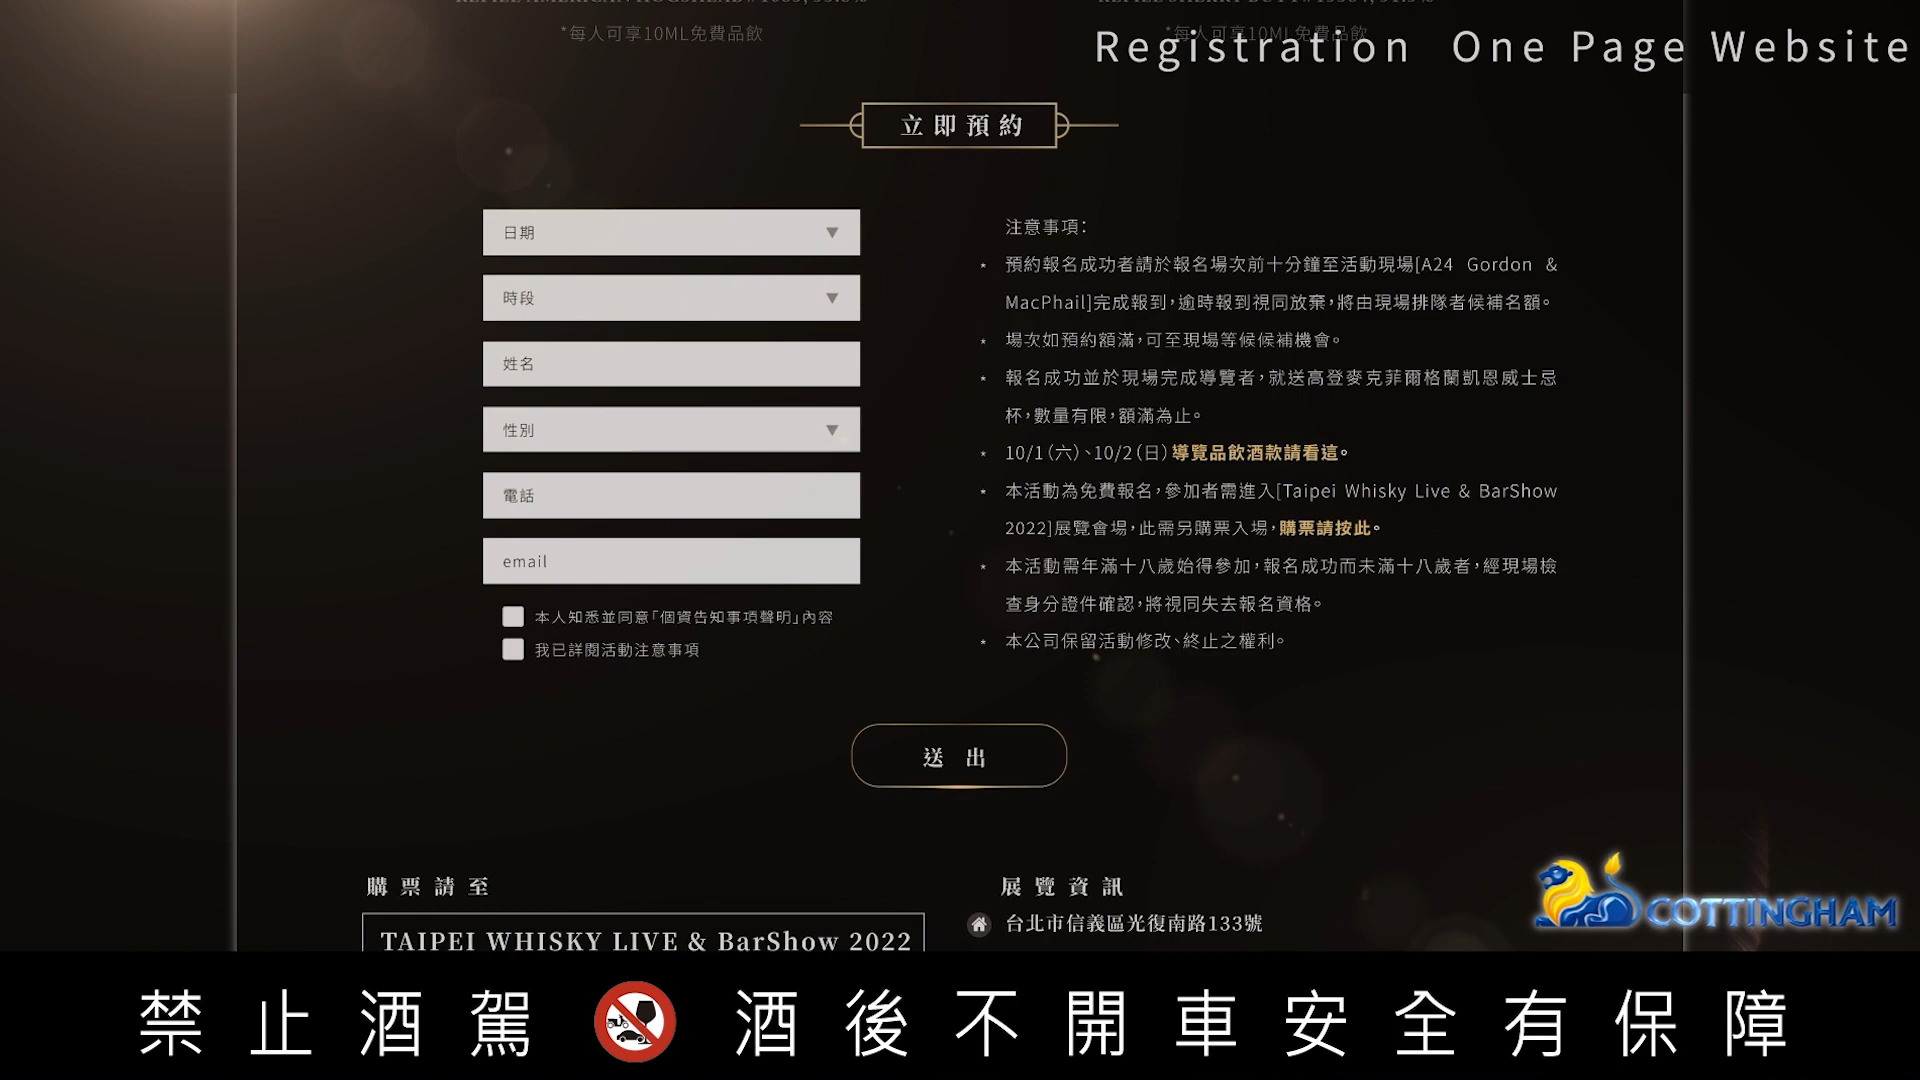 *每人可享10ML免費品飲
*每人可享10ML免費品飲
Registration One Page Website
立即預約
日期
時段
姓名
性別
電話
email
本人知悉並同意「個資告知事項聲明」內容
我已詳閱活動注意事項
注意事項：
預約報名成功者請於報名場次前十分鐘至活動現場[A24 Gordon &
MacPhail]完成報到，逾時報到視同放棄，將由現場排隊者候補名額。
場次如預約額滿，可至現場等候候補機會。
報名成功並於現場完成導覽者，就送高登麥克菲爾格蘭凱恩威士忌
杯，數量有限，額滿為止。
10/1（六）、10/2（日）導覽品飲酒款請看這。
本活動為免費報名，參加者需進入[Taipei Whisky Live & BarShow
2022]展覽會場，此需另購票入場，購票請按此。
本活動需年滿十八歲始得參加，報名成功而未滿十八歲者，經現場檢
查身分證件確認，將視同失去報名資格。
本公司保留活動修改、終止之權利。
送出
購票請至
TAIPEI WHISKY LIVE & BarShow 2022
展覽資訊
台北市信義區光復南路133號
COTTINGHAM
禁止酒駕 酒後不開車安全有保障